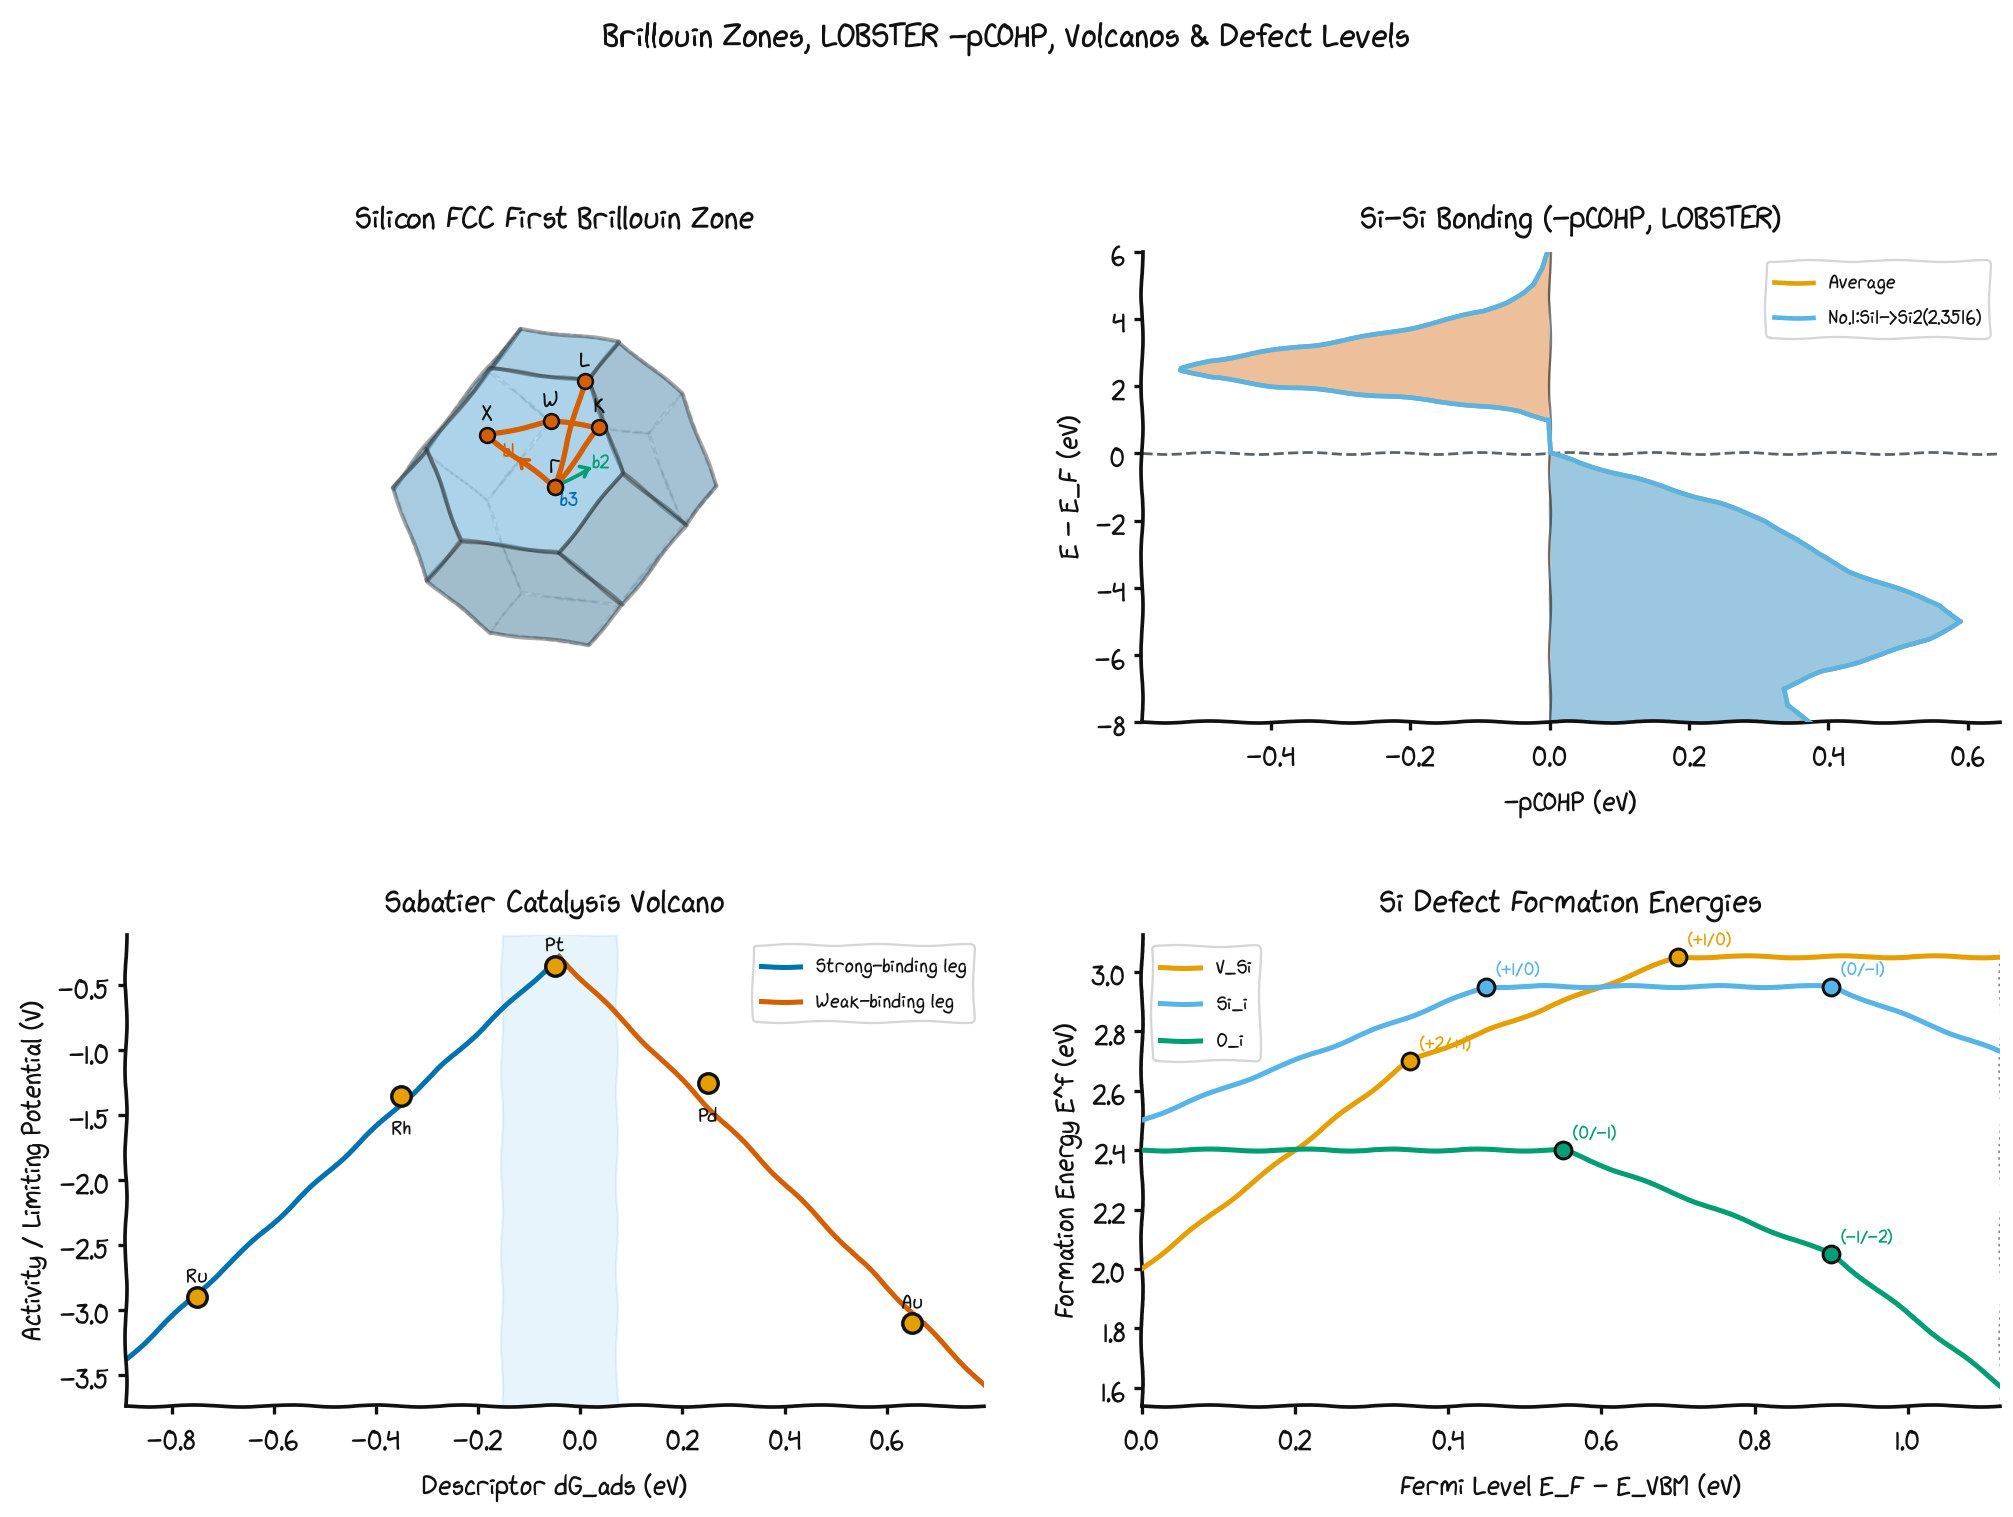 Brillouin Zones, LOBSTER -pCOHP, Volcanos & Defect Levels
Silicon FCC First Brillouin Zone
L
W
K
X
b1
Γ
b2
b3
Si-Si Bonding (-pCOHP, LOBSTER)
6
4
2
0
−2
−4
−6
−8
E - E_F (eV)
Average
No.1:Si1->Si2(2.3516)
−0.4
−0.2
0.0
0.2
0.4
0.6
-pCOHP (eV)
Sabatier Catalysis Volcano
−0.5
−1.0
−1.5
−2.0
−2.5
−3.0
−3.5
Activity / Limiting Potential (V)
Pt
Strong-binding leg
Weak-binding leg
Rh
Pd
Ru
Au
−0.8
−0.6
−0.4
−0.2
0.0
0.2
0.4
0.6
Descriptor dG_ads (eV)
Si Defect Formation Energies
3.0
2.8
2.6
2.4
2.2
2.0
1.8
1.6
Formation Energy E^f (eV)
V_Si
Si_i
O_i
(+1/0)
(+1/0)
(0/-1)
(+2/+1)
(0/-1)
(-1/-2)
0.0
0.2
0.4
0.6
0.8
1.0
Fermi Level E_F - E_VBM (eV)